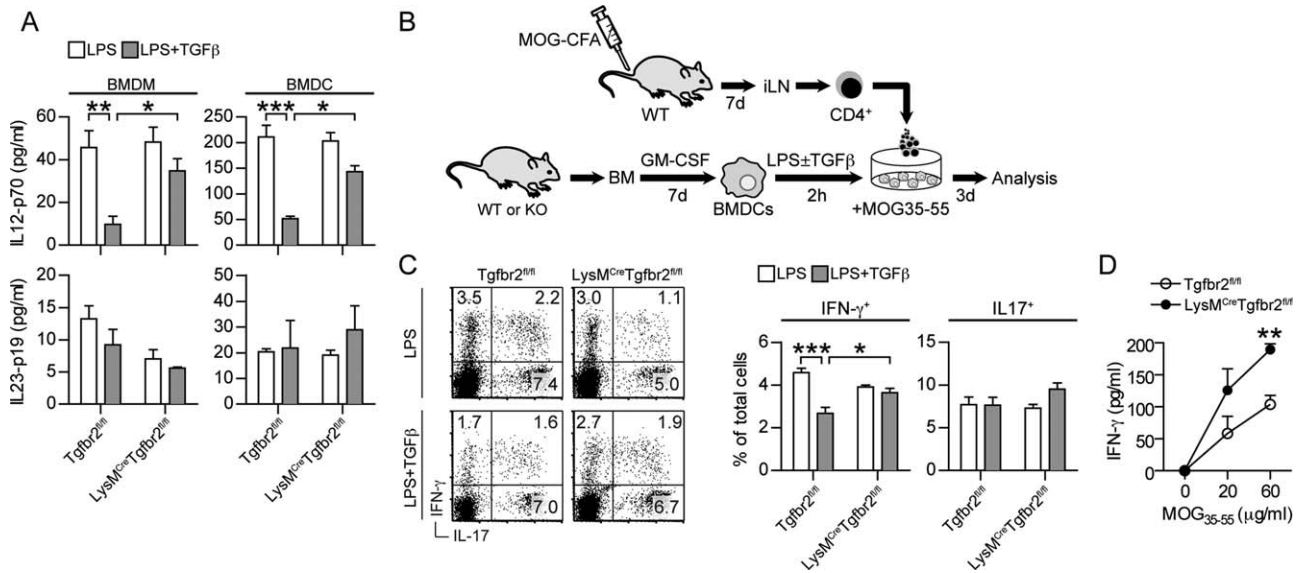 A
LPS LPS+TGFβ
BMDM BMDC
** * *** *
IL12-p70 (pg/ml)
60
40
20
0
250
200
150
100
50
0
IL23-p19 (pg/ml)
15
10
5
0
50
40
30
20
10
0
Tgfbr2fl/fl
LysMCreTgfbr2fl/fl
Tgfbr2fl/fl
LysMCreTgfbr2fl/fl
B
MOG-CFA
WT
7d
iLN
CD4+
WT or KO
BM
GM-CSF
7d
BMDCs
LPS±TGFβ
2h
+MOG35-55
3d
Analysis
C
Tgfbr2fl/fl LysMCreTgfbr2fl/fl
LPS
3.5 2.2 3.0 1.1
7.4 5.0
LPS+TGFβ
1.7 1.6 2.7 1.9
7.0 6.7
IFN-γ
IL-17
LPS LPS+TGFβ
IFN-γ+ IL17+
*** *
% of total cells
6
4
2
0
15
10
5
0
Tgfbr2fl/fl
LysMCreTgfbr2fl/fl
Tgfbr2fl/fl
LysMCreTgfbr2fl/fl
D
Tgfbr2fl/fl
LysMCreTgfbr2fl/f
**
IFN-γ (pg/ml)
200
150
100
50
0
0 20 60
MOG35-55 (μg/ml)